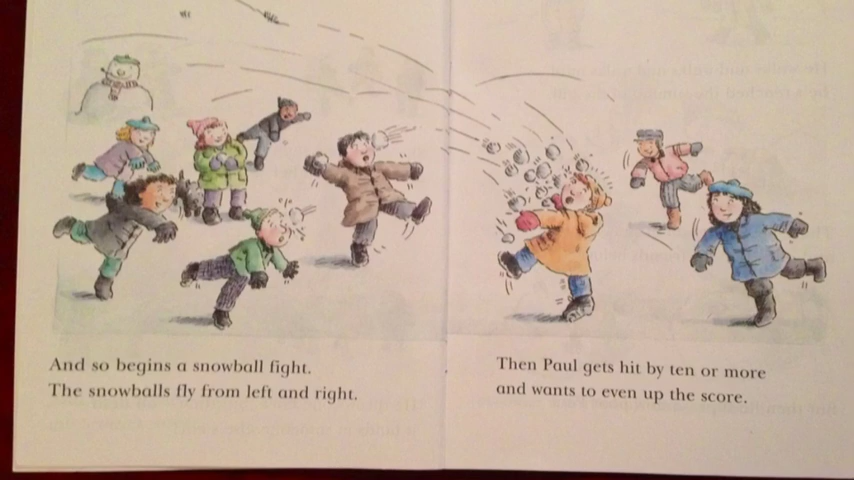 And so begins a snowball fight.
The snowballs fly from left and right.
Then Paul gets hit by ten or more
and wants to even up the score.